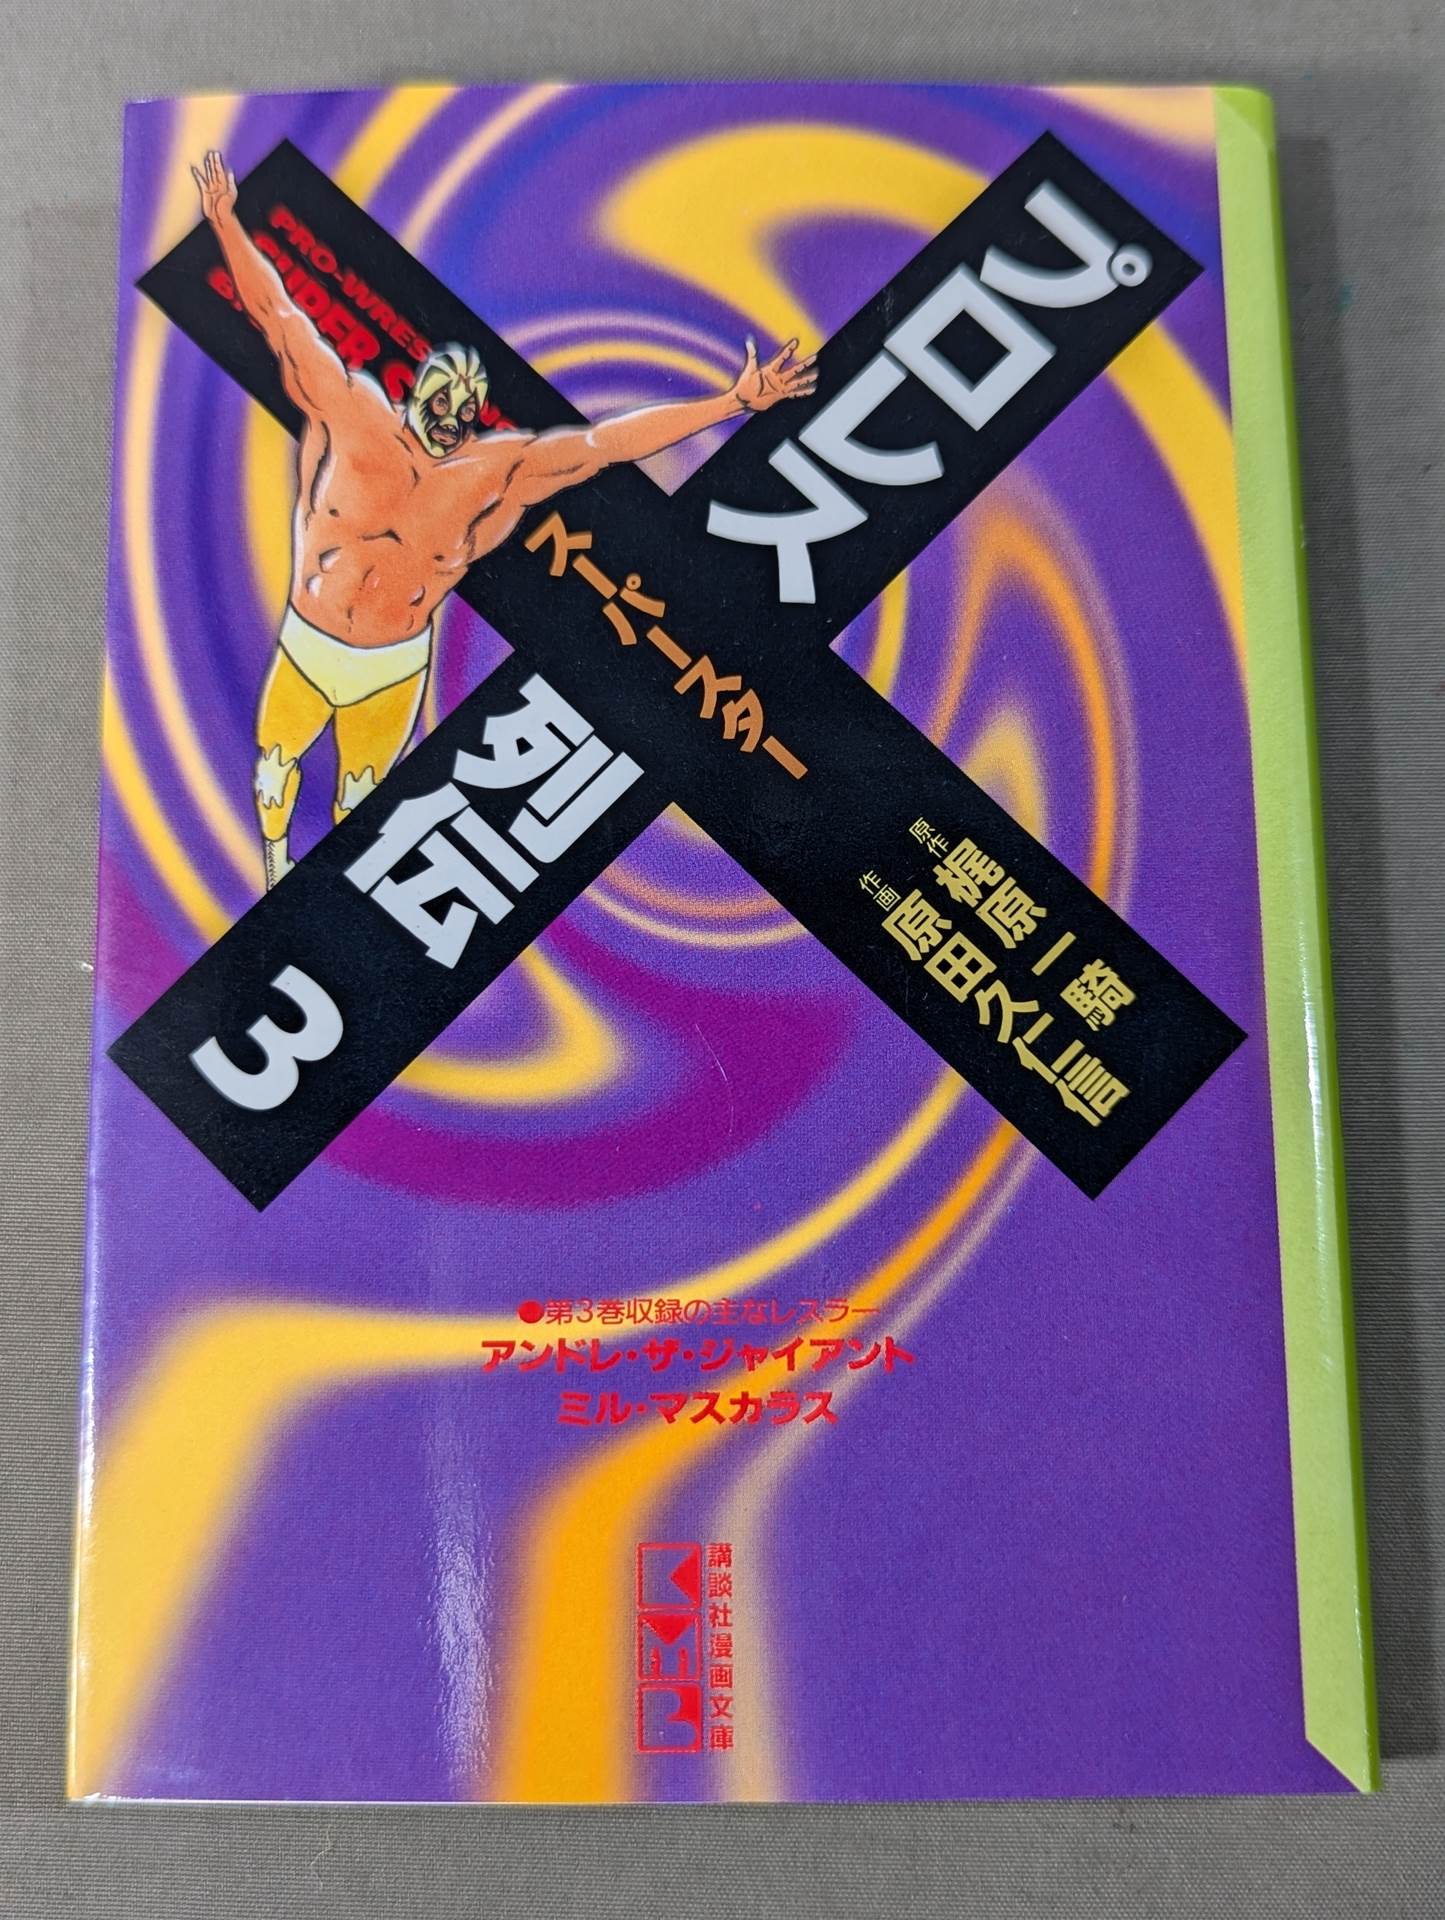 プロレス
スーパースター
列伝 3
PRO-WRES
原作 梶原一騎
作画 原田久仁信
●第3巻収録の主なレスラー
アンドレ・ザ・ジャイアント
ミル・マスカラス
KMB
講談社漫画文庫